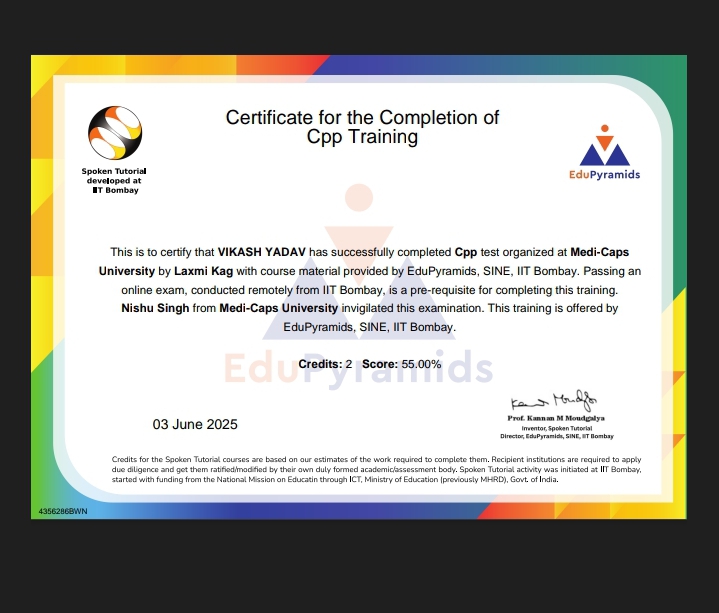 Certificate for the Completion of
Cpp Training
Spoken Tutorial
developed at
IIT Bombay
EduPyramids
This is to certify that VIKASH YADAV has successfully completed Cpp test organized at Medi-Caps
University by Laxmi Kag with course material provided by EduPyramids, SINE, IIT Bombay. Passing an
online exam, conducted remotely from IIT Bombay, is a pre-requisite for completing this training.
Nishu Singh from Medi-Caps University invigilated this examination. This training is offered by
EduPyramids, SINE, IIT Bombay.
EduPyramids
Credits: 2 Score: 55.00%
03 June 2025
Prof. Kannan M Moudgalya
Inventor, Spoken Tutorial
Director, EduPyramids, SINE, IIT Bombay
Credits for the Spoken Tutorial courses are based on our estimates of the work required to complete them. Recipient institutions are required to apply
due diligence and get them ratified/modified by their own duly formed academic/assessment body. Spoken Tutorial activity was initiated at IIT Bombay,
started with funding from the National Mission on Educatin through ICT, Ministry of Education (previously MHRD), Govt. of India.
4356286BWN